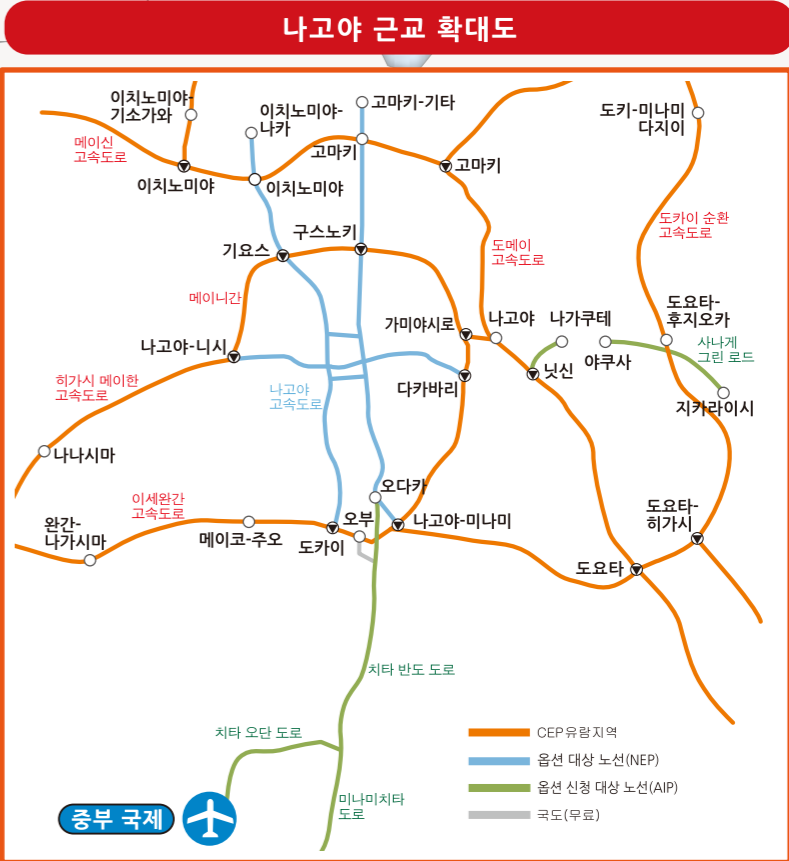 나고야 근교 확대도
이치노미야-
기소가와
이치노미야-
나카
고마키-기타
도키-미나미
다지이
메이신
고속도로
고마키
고마키
이치노미야
이치노미야
구스노키
기요스
도메이
고속도로
도카이 순환
고속도로
메이니간
가미야시로
나고야
나가쿠테
도요타-
후지오카
나고야-니시
야쿠사
사나게
그린 로드
다카바리
닛신
히가시 메이한
고속도로
나고야
고속도로
지카라이시
나나시마
오다카
이세완간
고속도로
완간-
나가시마
메이코-주오
오부
도카이
나고야-미나미
도요타-
히가시
도요타
치타 반도 도로
치타 오단 도로
CEP유람지역
옵션 대상 노선(NEP)
옵션 신청 대상 노선(AIP)
국도(무료)
미나미치타
도로
중부 국제